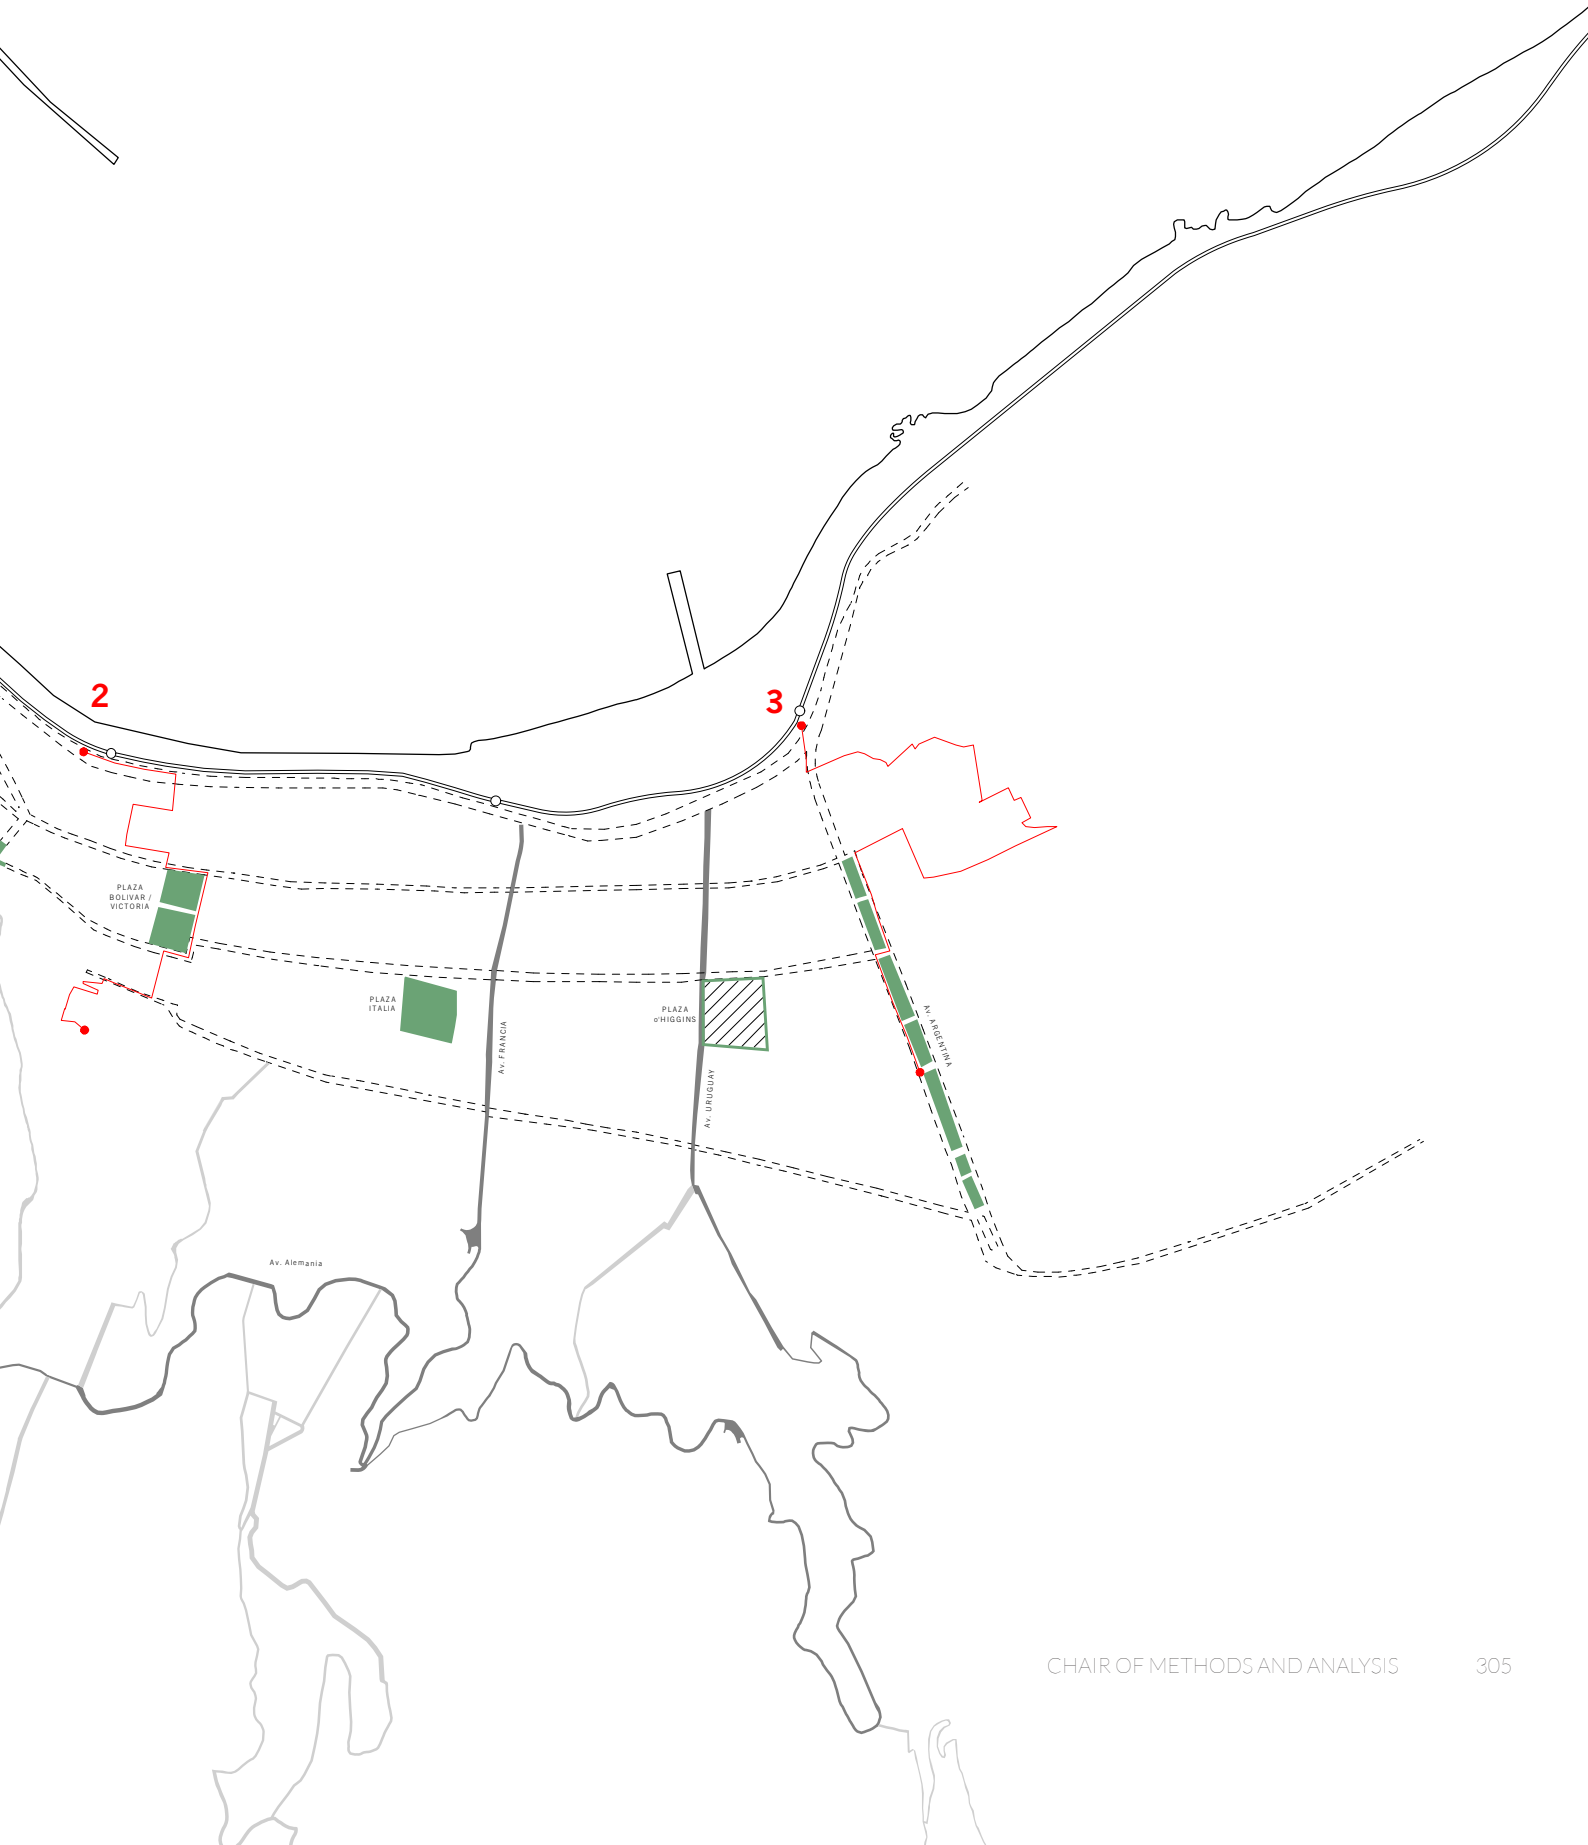 2
3
PLAZA
BOLIVAR /
VICTORIA
PLAZA
ITALIA
PLAZA
o'HIGGINS
Av. FRANCIA
Av. URUGUAY
Av. ARGENTINA
Av. Alemania
CHAIR OF METHODS AND ANALYSIS 305